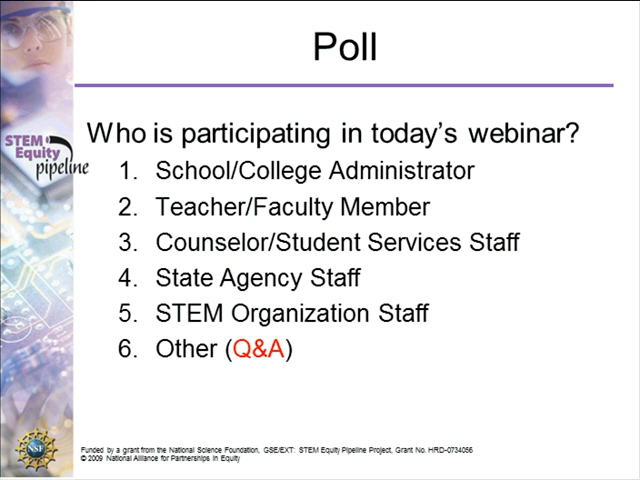 Poll
Who is participating in today's webinar?
1. School/College Administrator
2. Teacher/Faculty Member
3. Counselor/Student Services Staff
4. State Agency Staff
5. STEM Organization Staff
6. Other (Q&A)
STEM
Equity
pipeline
NSF
Funded by a grant from the National Science Foundation, GSE/EXT: STEM Equity Pipeline Project, Grant No. HRD-0734056
© 2009 National Alliance for Partnerships in Equity